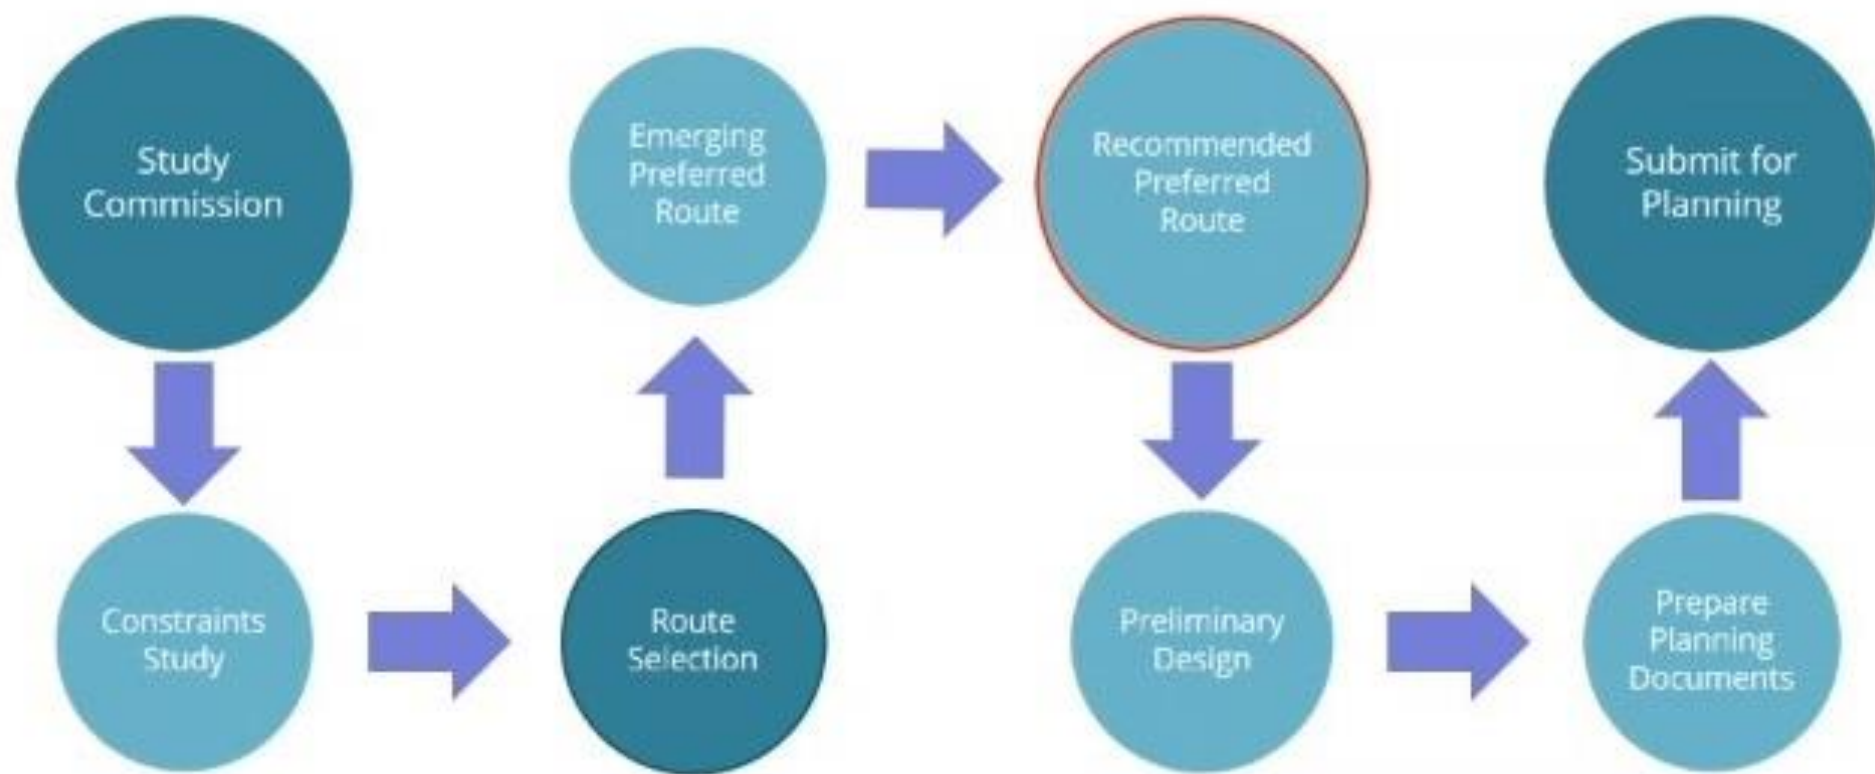 Study
Commission
Constraints
Study
Route
Selection
Emerging
Preferred
Route
Recommended
Preferred
Route
Preliminary
Design
Prepare
Planning
Documents
Submit for
Planning